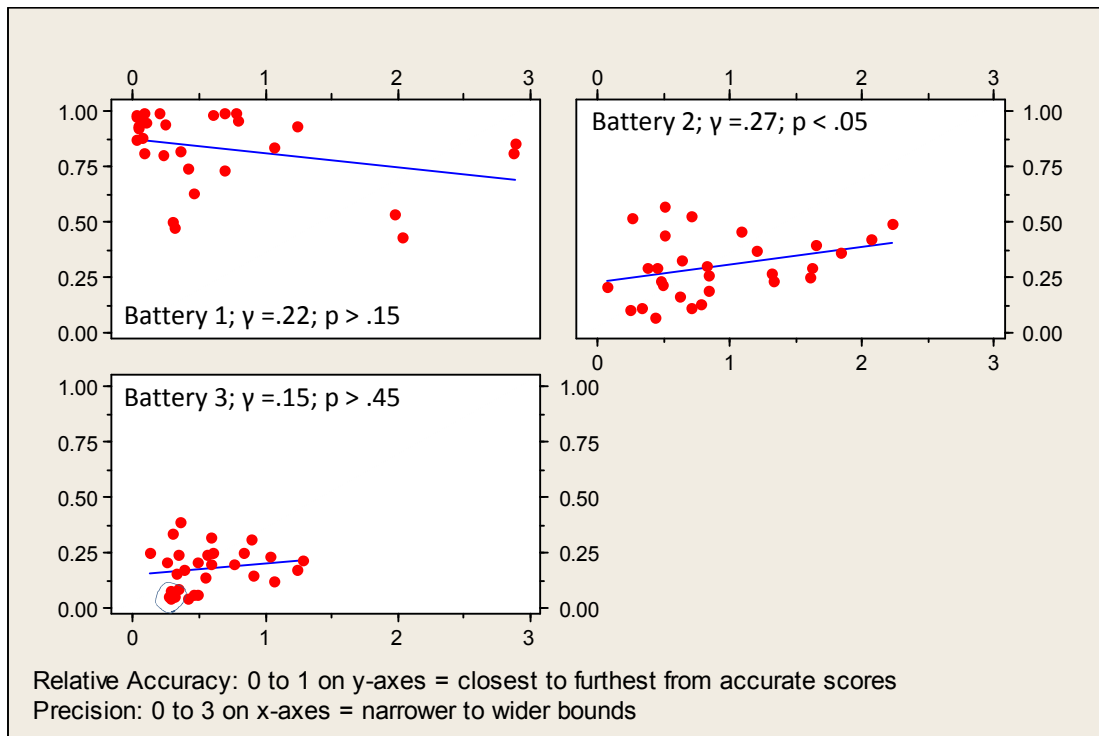 0 1 2 3
0 1 2 3
1.00
0.75
0.50
0.25
0.00
Battery 1; γ =.22; p > .15
Battery 2; γ =.27; p < .05
1.00
0.75
0.50
0.25
0.00
0 1 2 3
1.00
0.75
0.50
0.25
0.00
Battery 3; γ =.15; p > .45
1.00
0.75
0.50
0.25
0.00
0 1 2 3
Relative Accuracy: 0 to 1 on y-axes = closest to furthest from accurate scores
Precision: 0 to 3 on x-axes = narrower to wider bounds